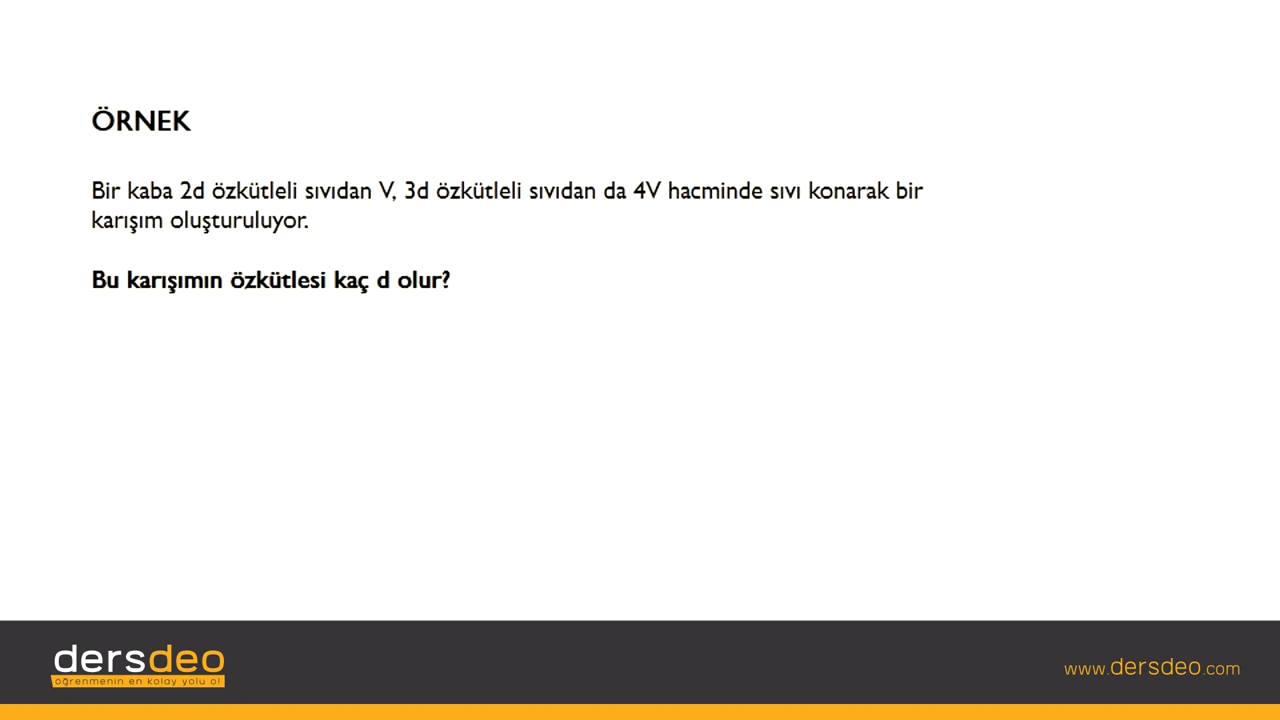 ÖRNEK
Bir kaba 2d özkütleli sıvıdan V, 3d özkütleli sıvıdan da 4V hacminde sıvı konarak bir
karışım oluşturuluyor.
Bu karışımın özkütlesi kaç d olur?
dersdeo
öğrenmenin en kolay yolu o!
www.dersdeo.com